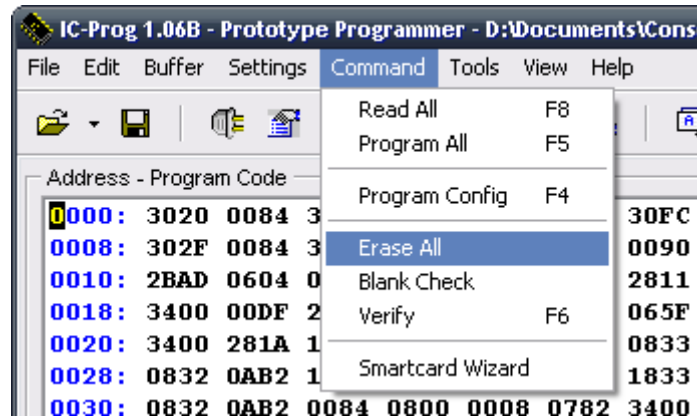 IC-Prog 1.06B - Prototype Programmer - D:\Documents\Cons
File Edit Buffer Settings Command Tools View Help
Read All F8
Program All F5
Program Config F4
Erase All
Blank Check
Verify F6
Smartcard Wizard
Address - Program Code
0000: 3020 0084 3 30FC
0008: 302F 0084 3 0090
0010: 2BAD 0604 0 2811
0018: 3400 00DF 2 065F
0020: 3400 281A 1 0833
0028: 0832 0AB2 1 1833
0030: 0832 0AB2 0084 0800 0008 0782 3400